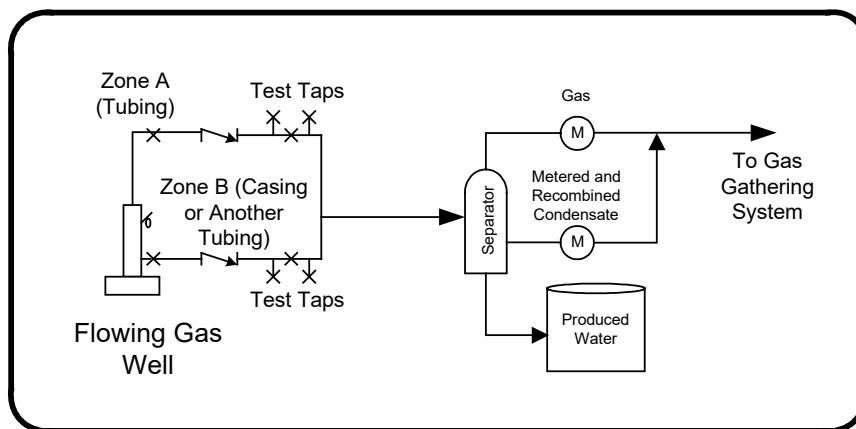 Zone A
(Tubing)
Test Taps
Zone B (Casing
or Another
Tubing)
Test Taps
Flowing Gas
Well
Gas
M
Metered and
Recombined
Condensate
M
Separator
Produced
Water
To Gas
Gathering
System